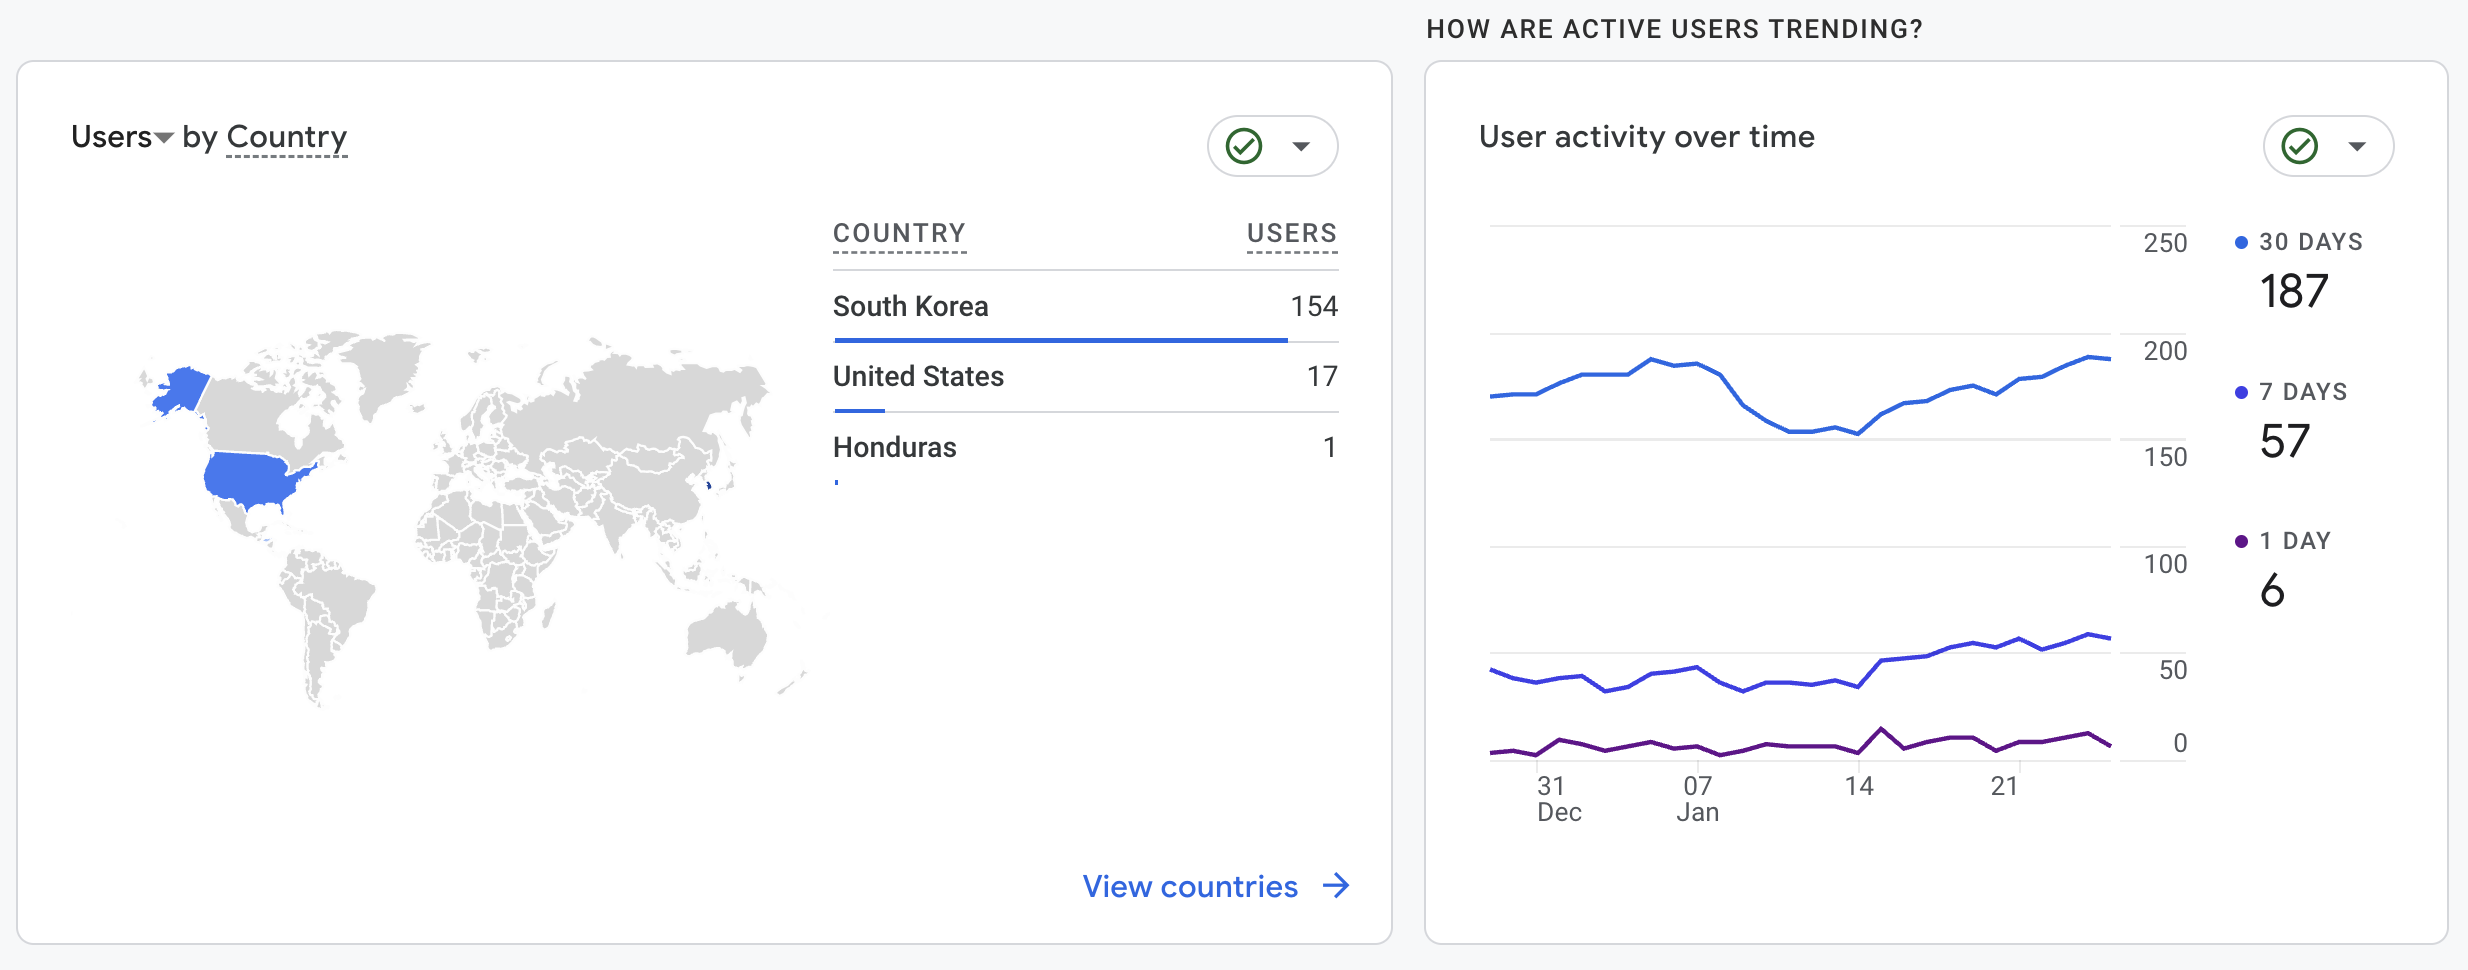 HOW ARE ACTIVE USERS TRENDING?
Users by Country
COUNTRY USERS
South Korea 154
United States 17
Honduras 1
View countries
User activity over time
250
200
150
100
50
0
31
Dec
07
Jan
14
21
30 DAYS
187
7 DAYS
57
1 DAY
6